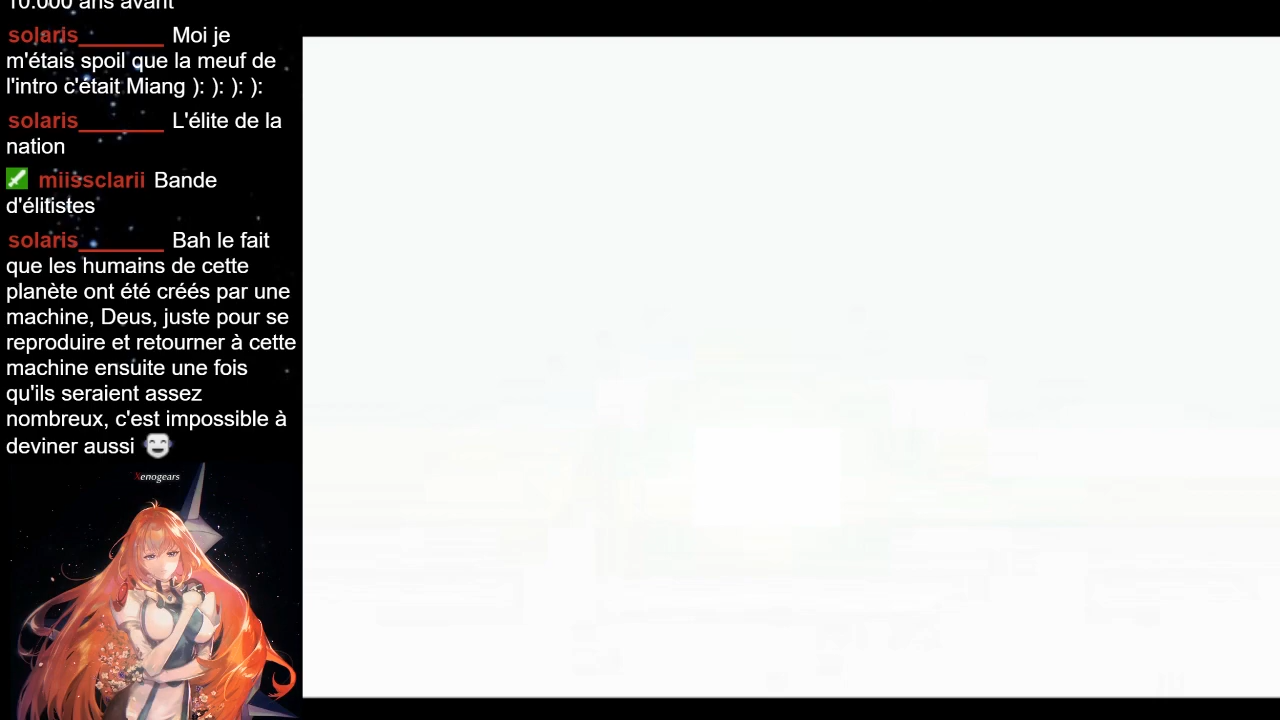 10.000 ans avant
solaris_______ Moi je
m'étais spoil que la meuf de
l'intro c'était Miang ): ): ): ):
solaris_______ L'élite de la
nation
miissclarii Bande
d'élitistes
solaris_______ Bah le fait
que les humains de cette
planète ont été créés par une
machine, Deus, juste pour se
reproduire et retourner à cette
machine ensuite une fois
qu'ils seraient assez
nombreux, c'est impossible à
deviner aussi
Xenogears